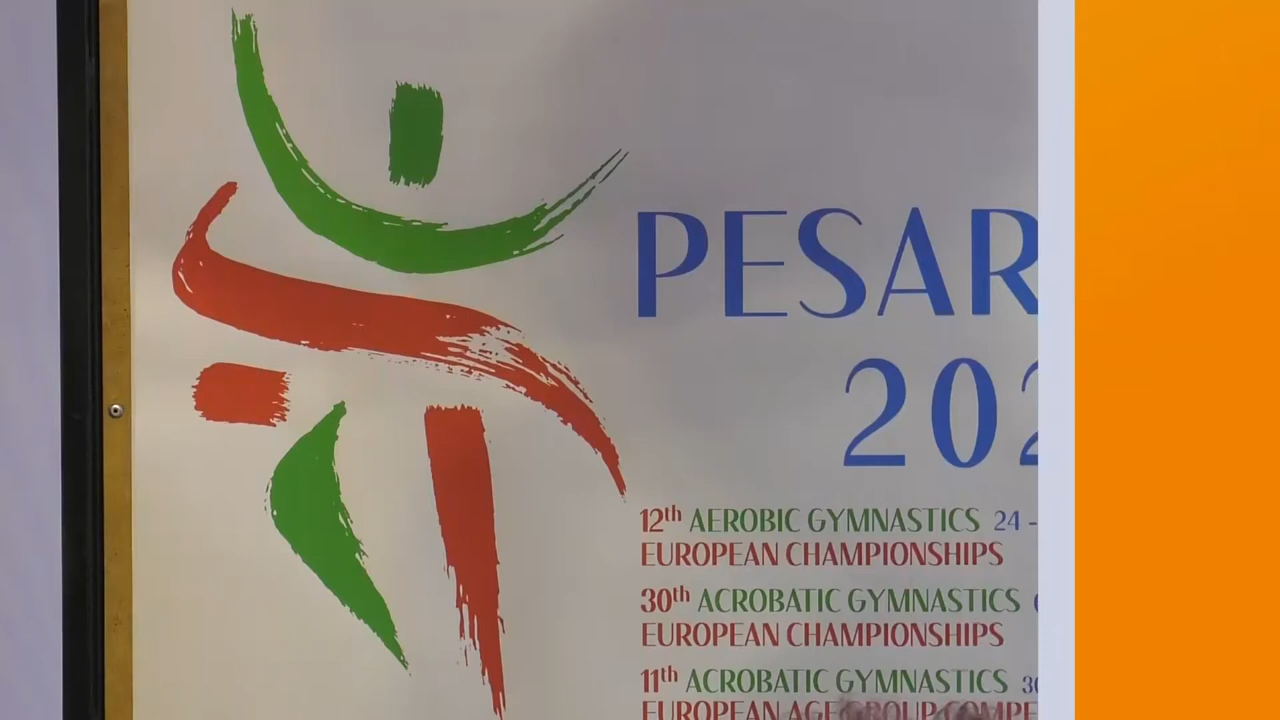 PESAR
202
12th AEROBIC GYMNASTICS 24 -
EUROPEAN CHAMPIONSHIPS
30th ACROBATIC GYMNASTICS
EUROPEAN CHAMPIONSHIPS
11th ACROBATIC GYMNASTICS 30
EUROPEAN AGE GROUP COMPE